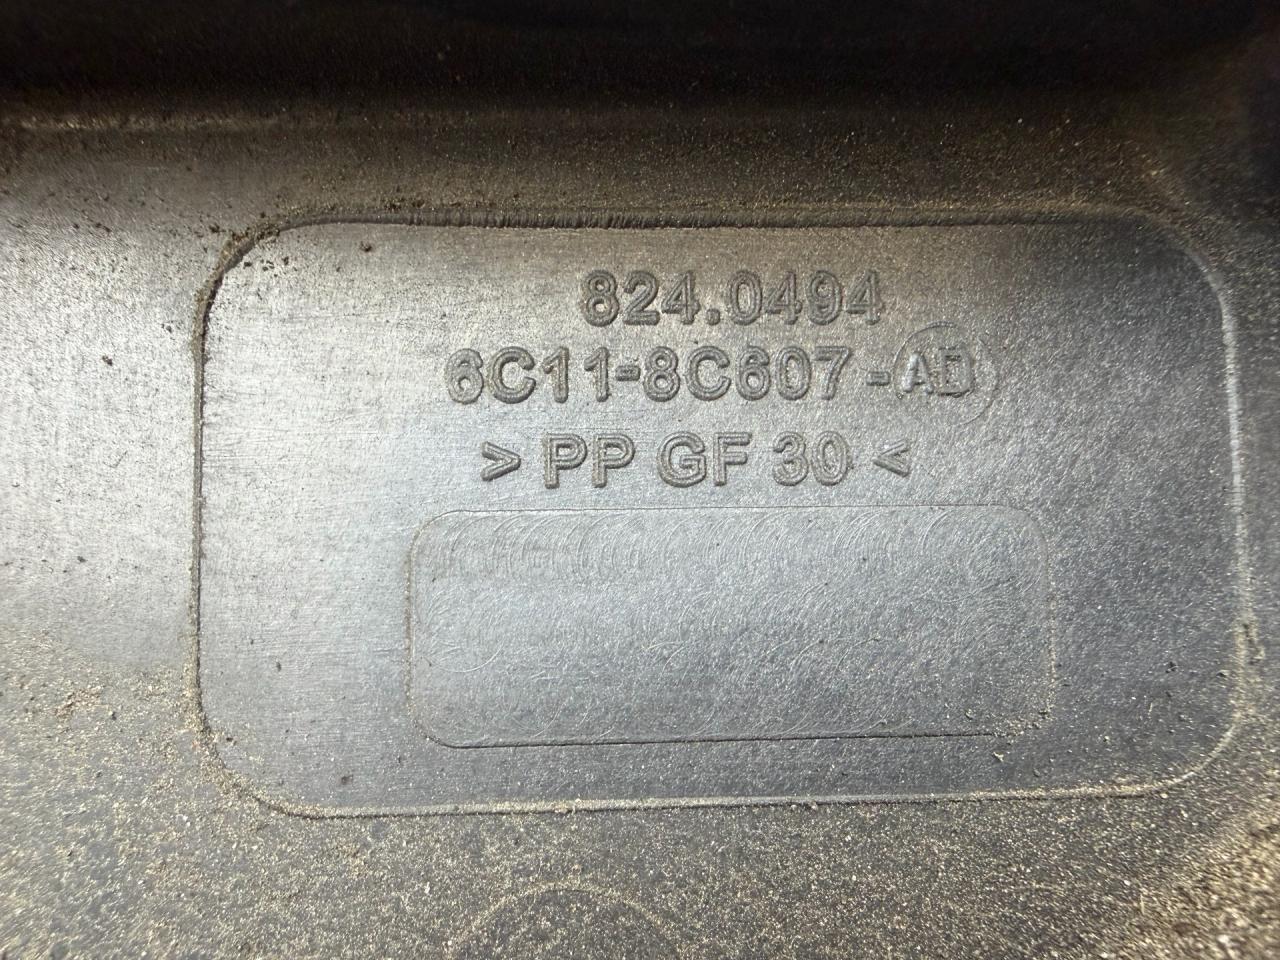 824.0494
6C11-8C607-AD
> PP GF 30 <